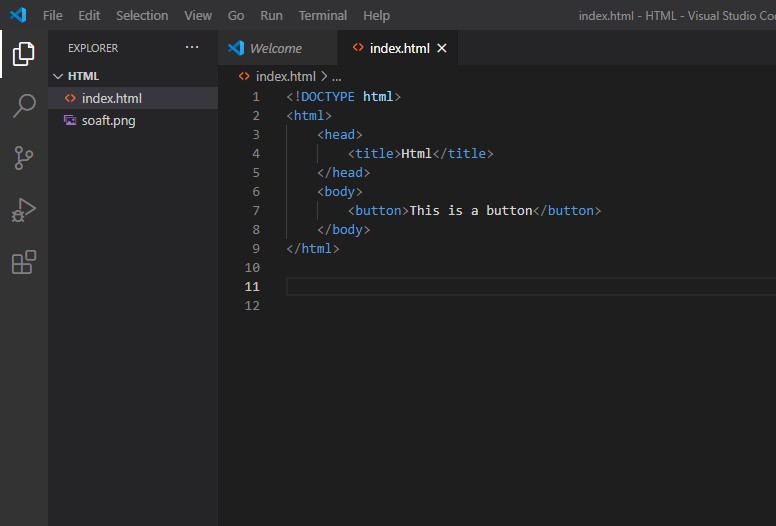 File Edit Selection View Go Run Terminal Help index.html - HTML - Visual Studio Co
EXPLORER ...
HTML
index.html
soaft.png
Welcome index.html
index.html > ...
1 <!DOCTYPE html>
2 <html>
3 <head>
4 <title>Html</title>
5 </head>
6 <body>
7 <button>This is a button</button>
8 </body>
9 </html>
10
11
12